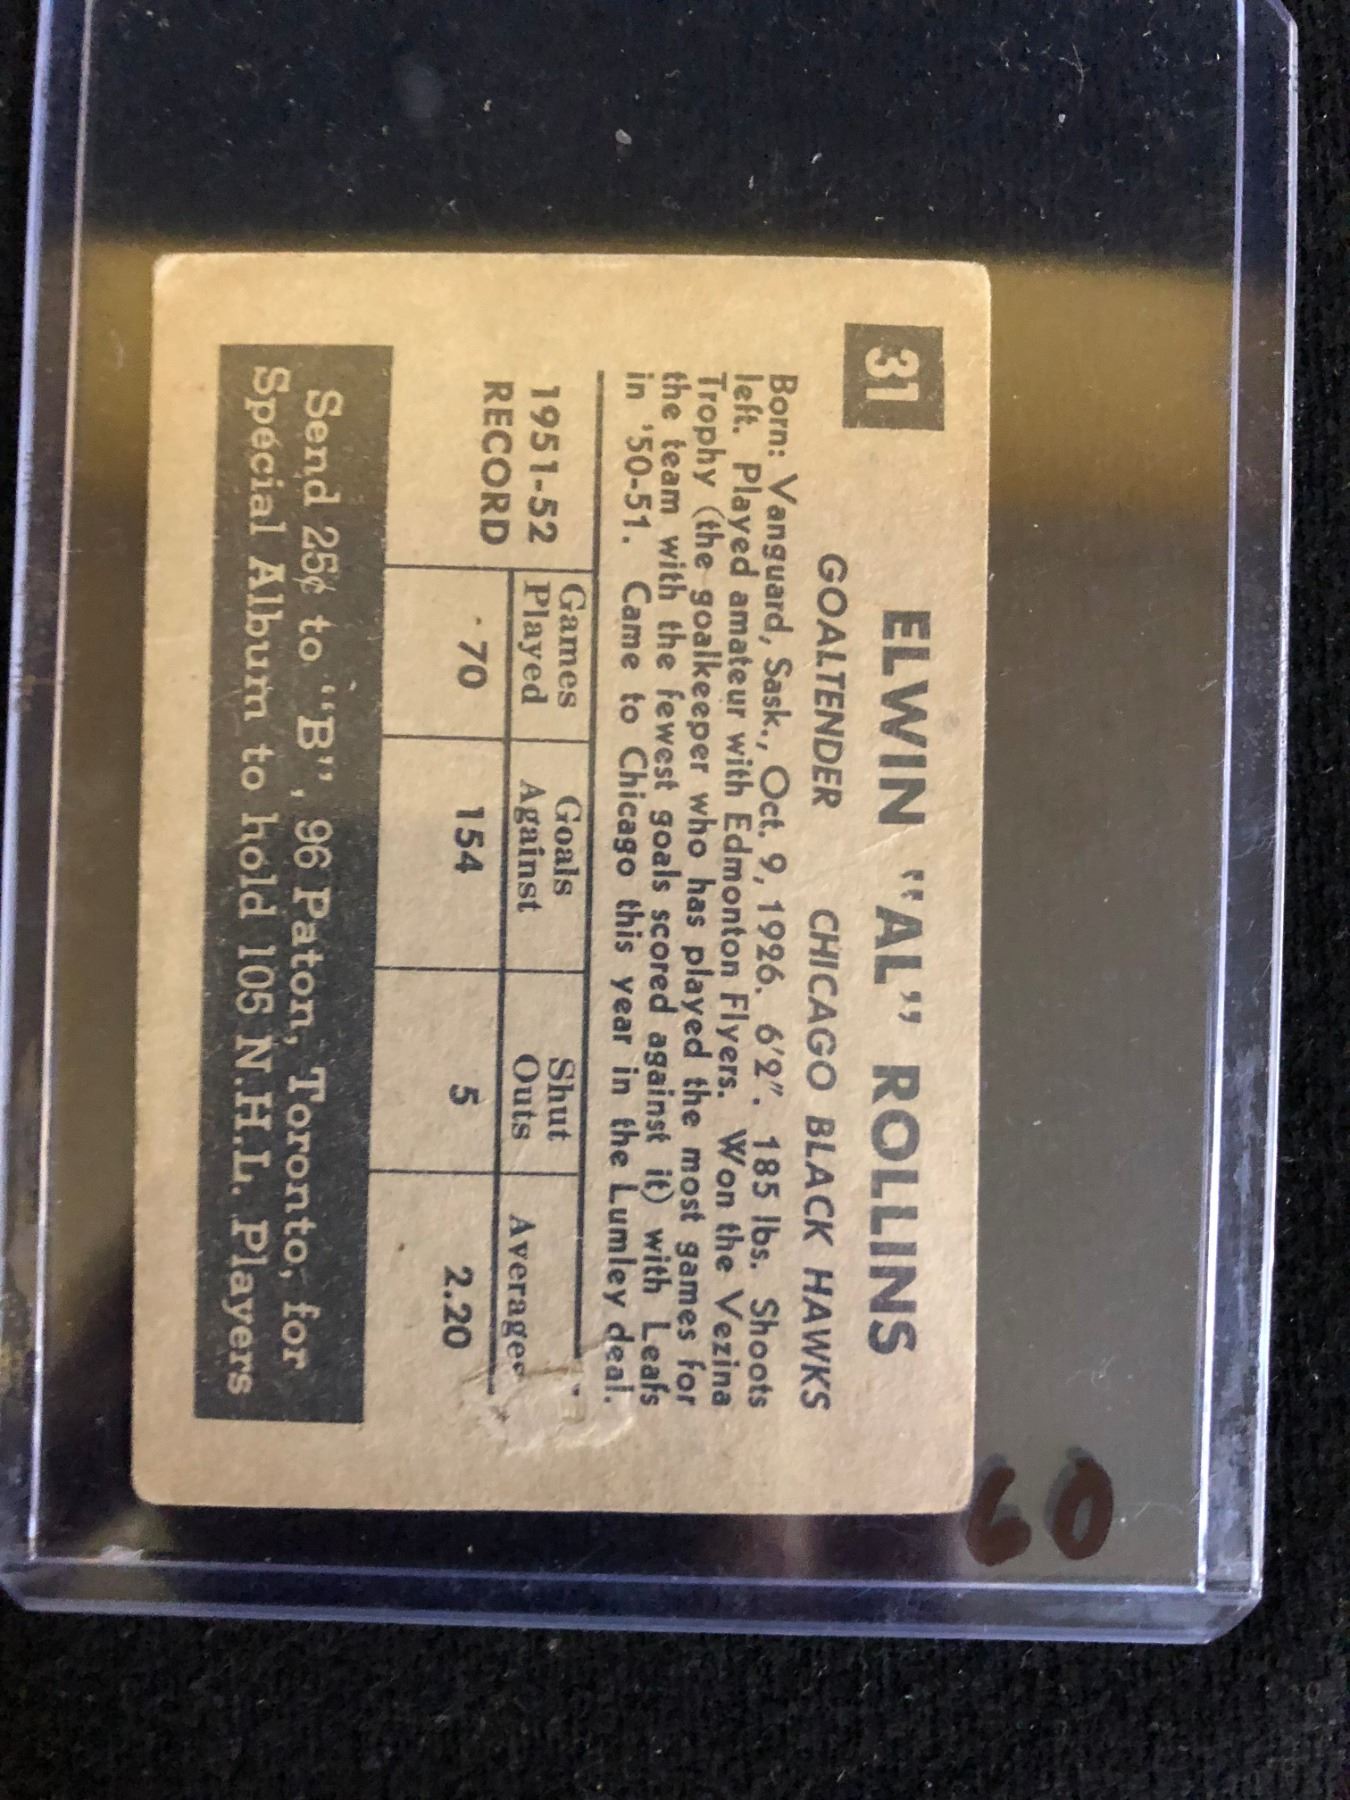 31
ELWIN "AL" ROLLINS
GOALTENDER CHICAGO BLACK HAWKS
Born: Vanguard, Sask., Oct. 9, 1926. 6'2". 185 lbs. Shoots
left. Played amateur with Edmonton Flyers. Won the Vezina
Trophy (the goalkeeper who has played the most games for
the team with the fewest goals scored against it) with Leafs
in '50-51. Came to Chicago this year in the Lumley deal.
1951-52 RECORD
Games Played Goals Against Shut Outs Averages
70 154 5 2.20
Send 25¢ to "B", 96 Paton, Toronto, for
Special Album to hold 105 N.H.L. Players
60